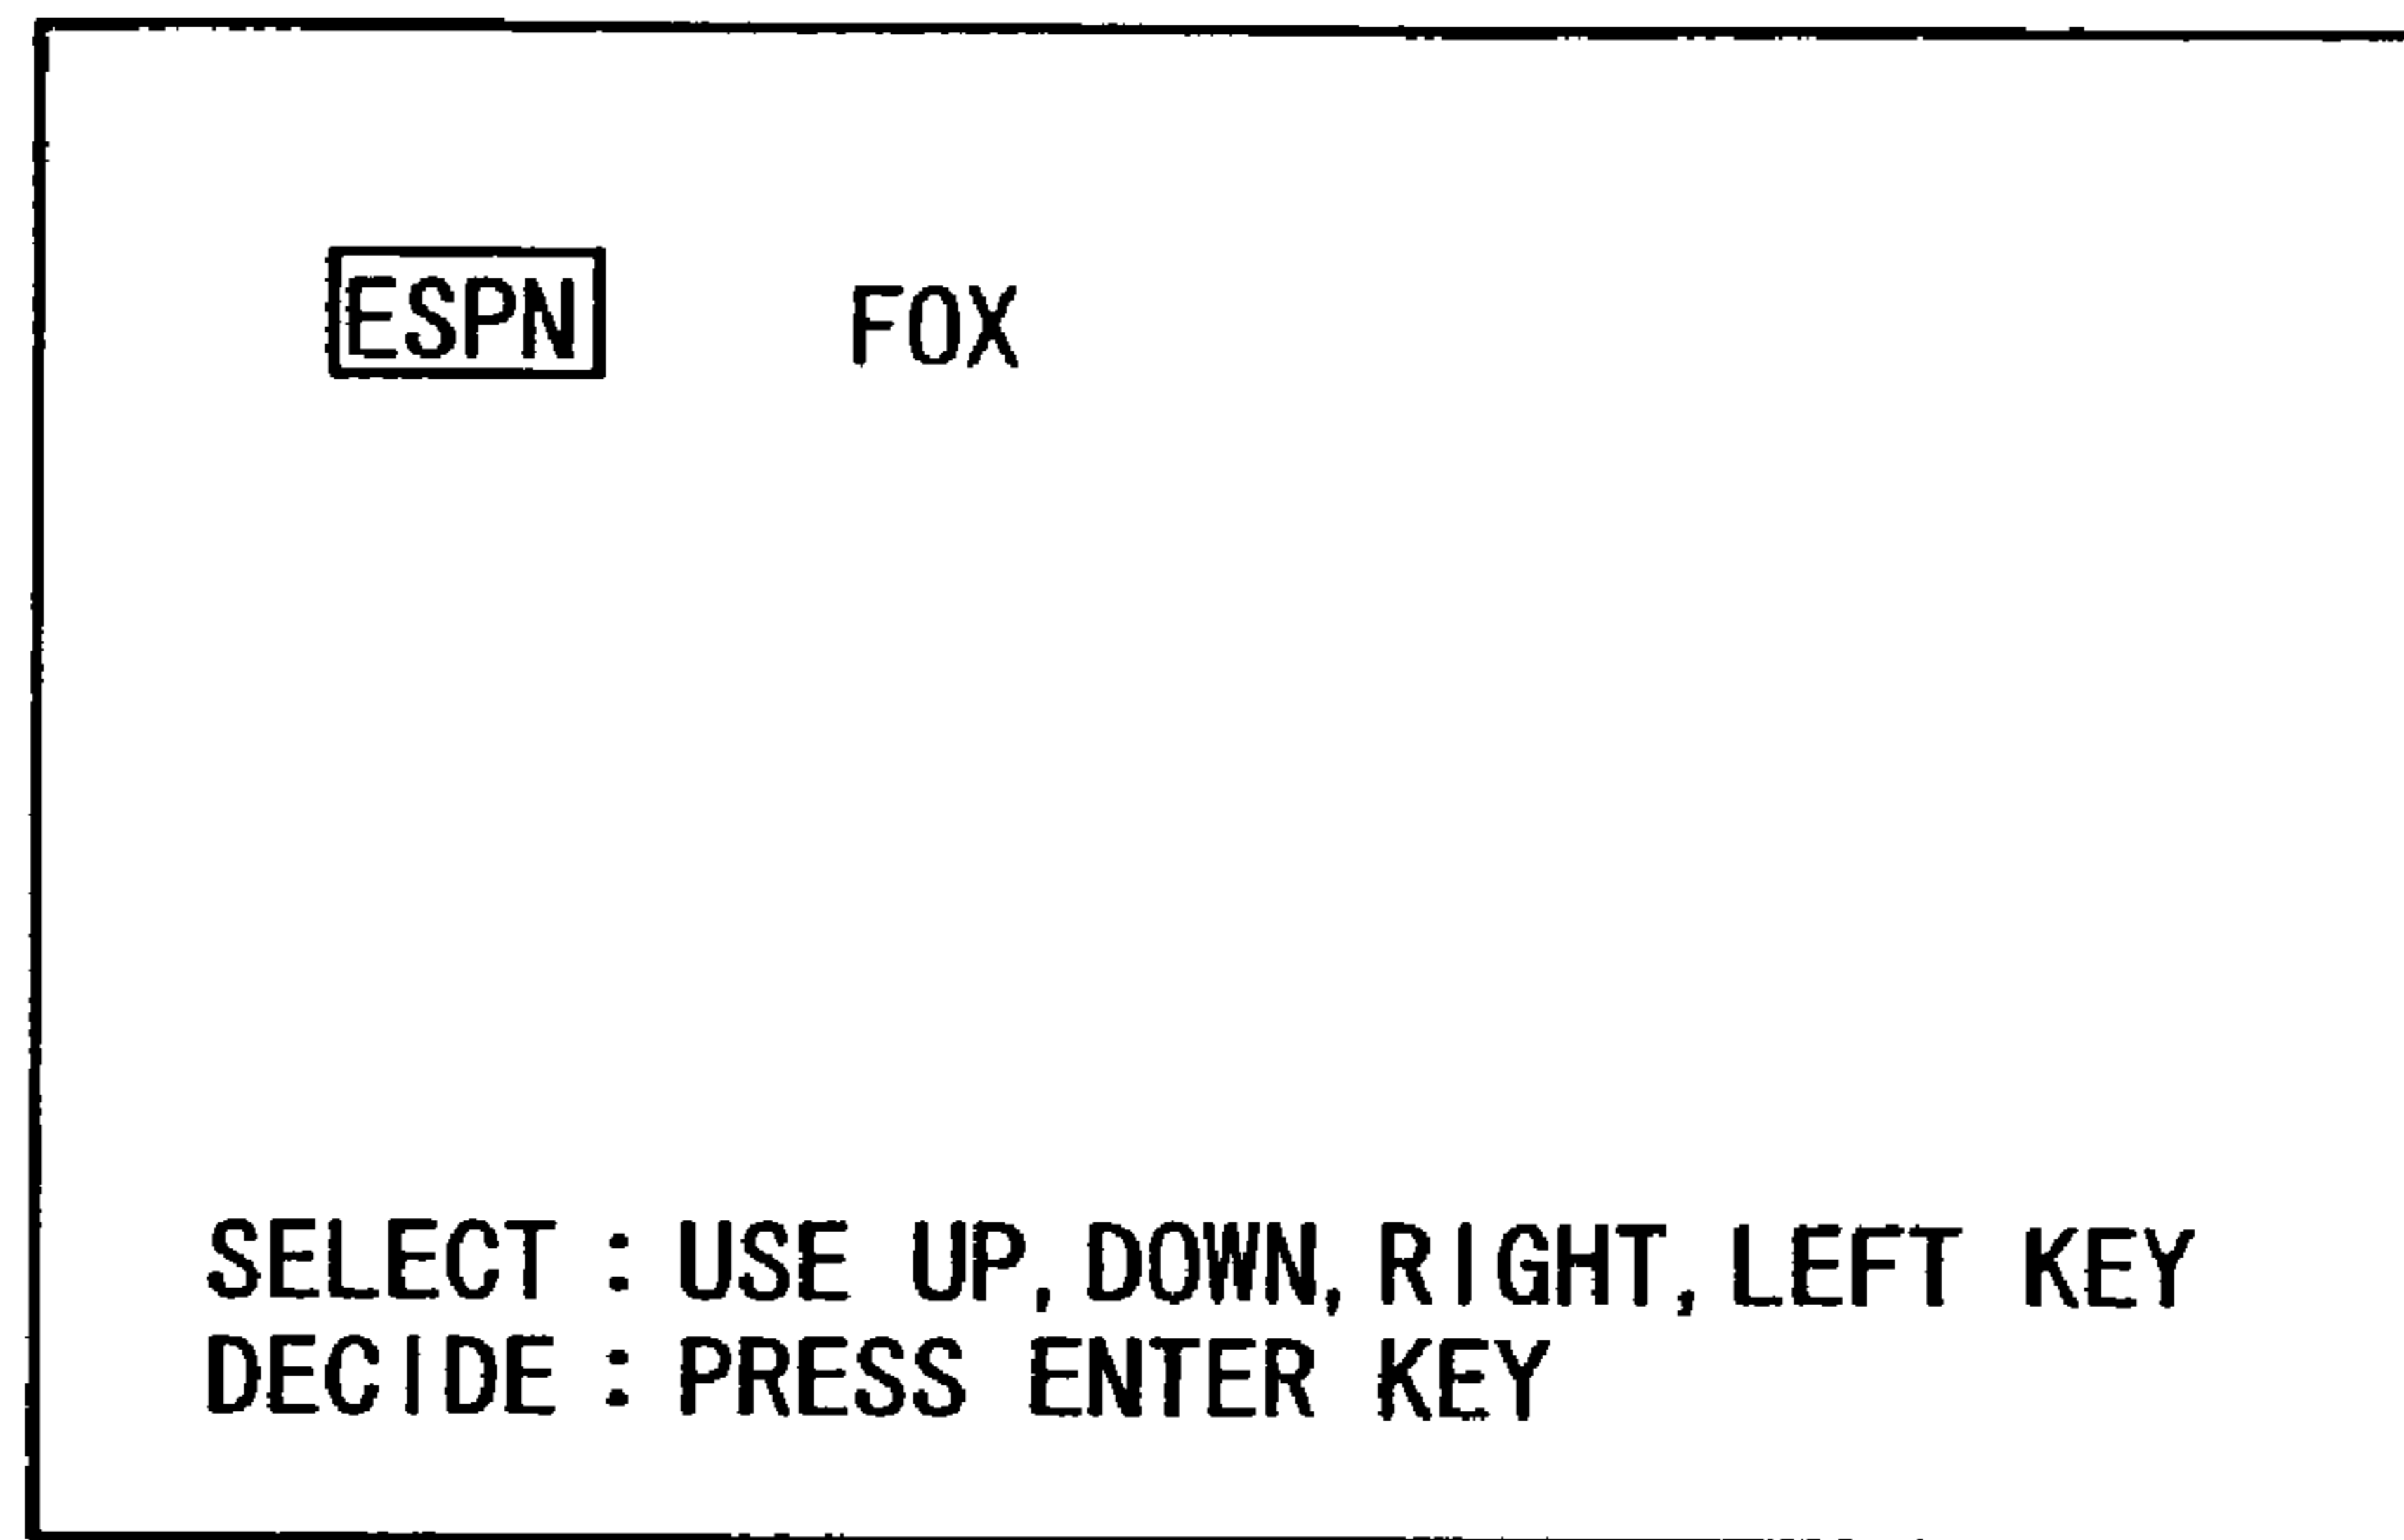 ESPN FOX
SELECT : USE UP, DOWN, RIGHT, LEFT KEY
DECIDE : PRESS ENTER KEY